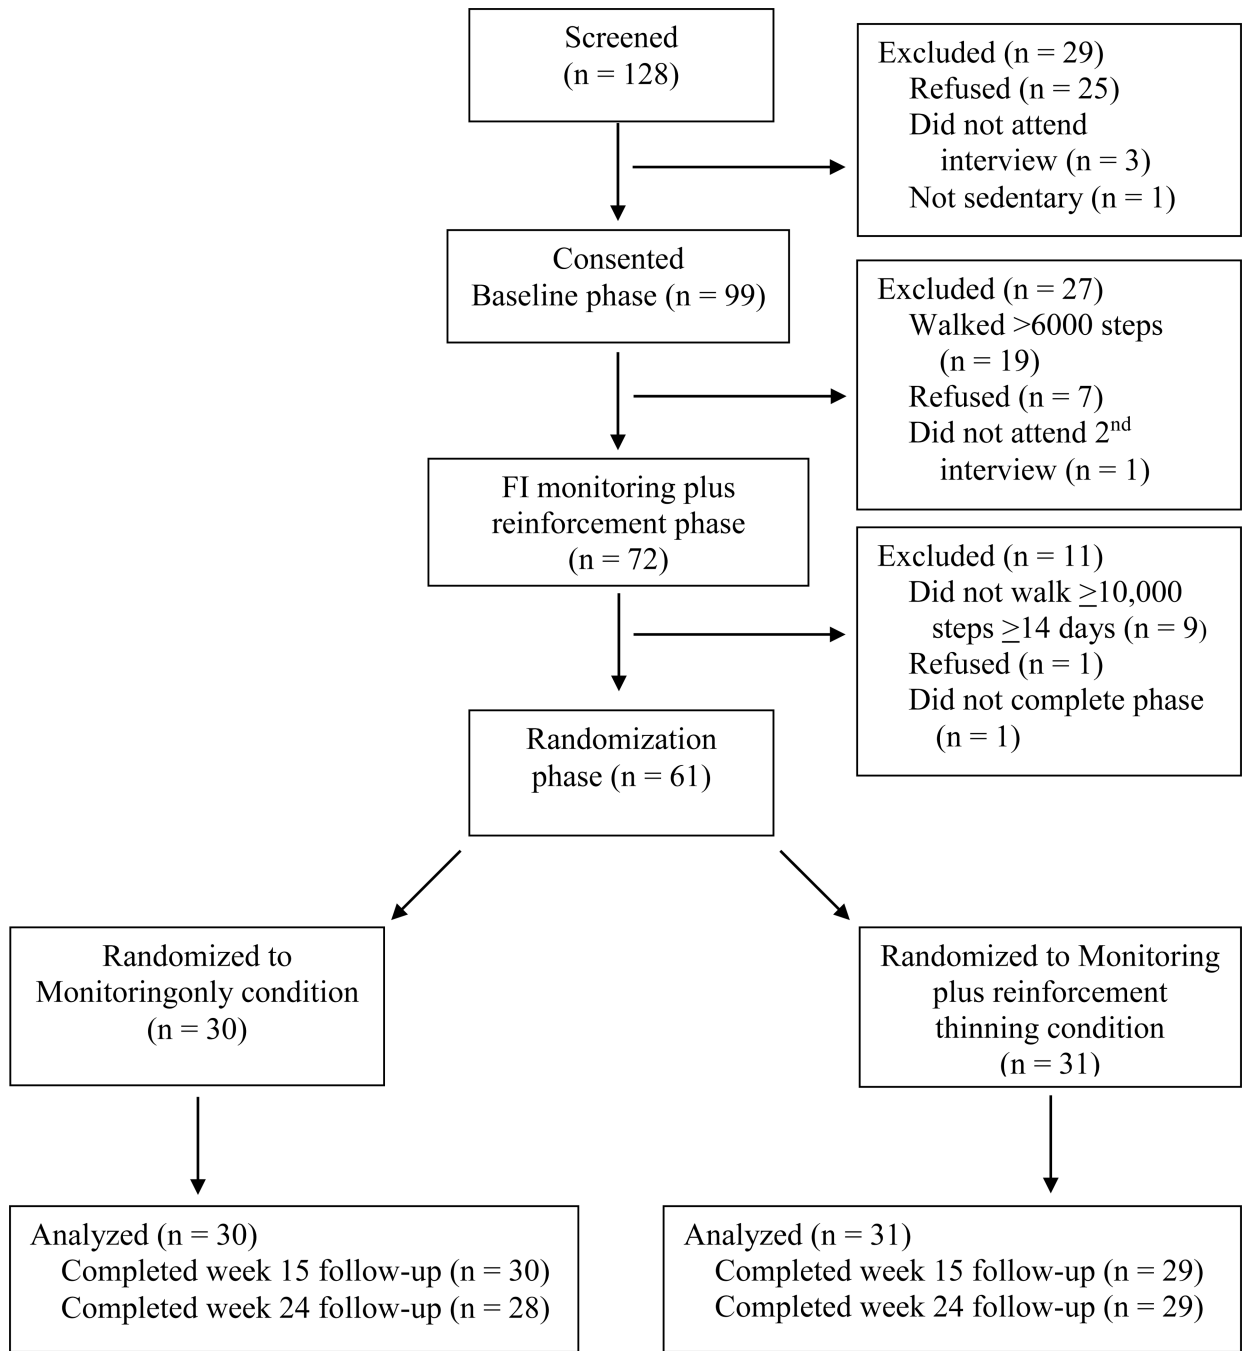 Screened
(n = 128)
Excluded (n = 29)
Refused (n = 25)
Did not attend
interview (n = 3)
Not sedentary (n = 1)
Consented
Baseline phase (n = 99)
Excluded (n = 27)
Walked >6000 steps
(n = 19)
Refused (n = 7)
Did not attend 2nd
interview (n = 1)
FI monitoring plus
reinforcement phase
(n = 72)
Excluded (n = 11)
Did not walk ≥10,000
steps ≥14 days (n = 9)
Refused (n = 1)
Did not complete phase
(n = 1)
Randomization
phase (n = 61)
Randomized to
Monitoringonly condition
(n = 30)
Randomized to Monitoring
plus reinforcement
thinning condition
(n = 31)
Analyzed (n = 30)
Completed week 15 follow-up (n = 30)
Completed week 24 follow-up (n = 28)
Analyzed (n = 31)
Completed week 15 follow-up (n = 29)
Completed week 24 follow-up (n = 29)